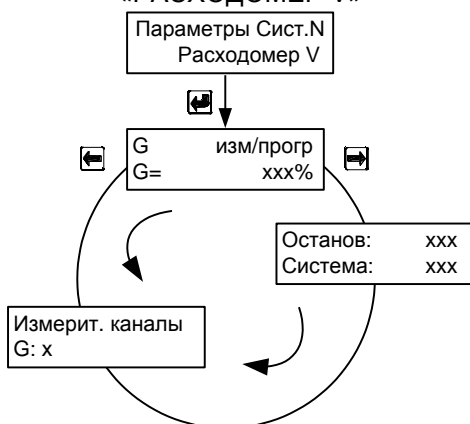 «РАСХОДОМЕР V»
Параметры Сист.N
Расходомер V
G изм/прогр
G= xxx%
Останов: xxx
Система: xxx
Измерит. каналы
G: x